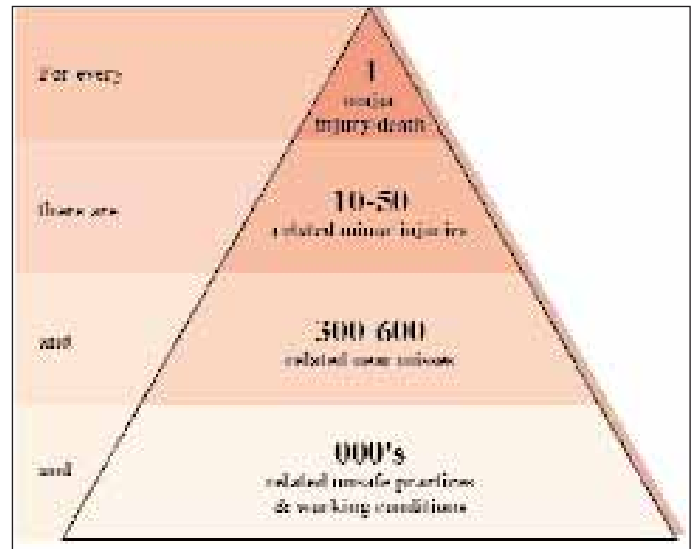 For every
1
major
injury/death
there are
10-50
related minor injuries
and
300-600
related near misses
and
000's
related unsafe practices
& working conditions